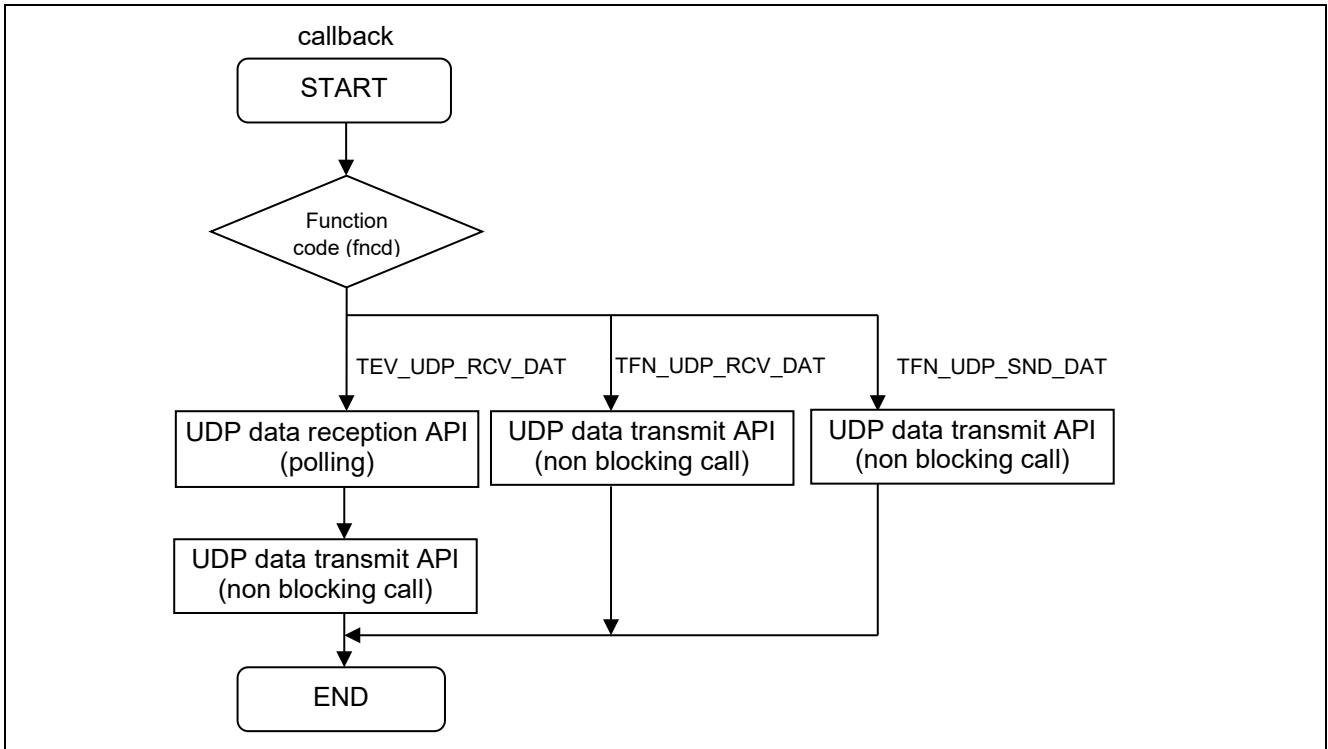 callback
START
Function
code (fncd)
TEV_UDP_RCV_DAT
TFN_UDP_RCV_DAT
TFN_UDP_SND_DAT
UDP data reception API
(polling)
UDP data transmit API
(non blocking call)
UDP data transmit API
(non blocking call)
UDP data transmit API
(non blocking call)
END